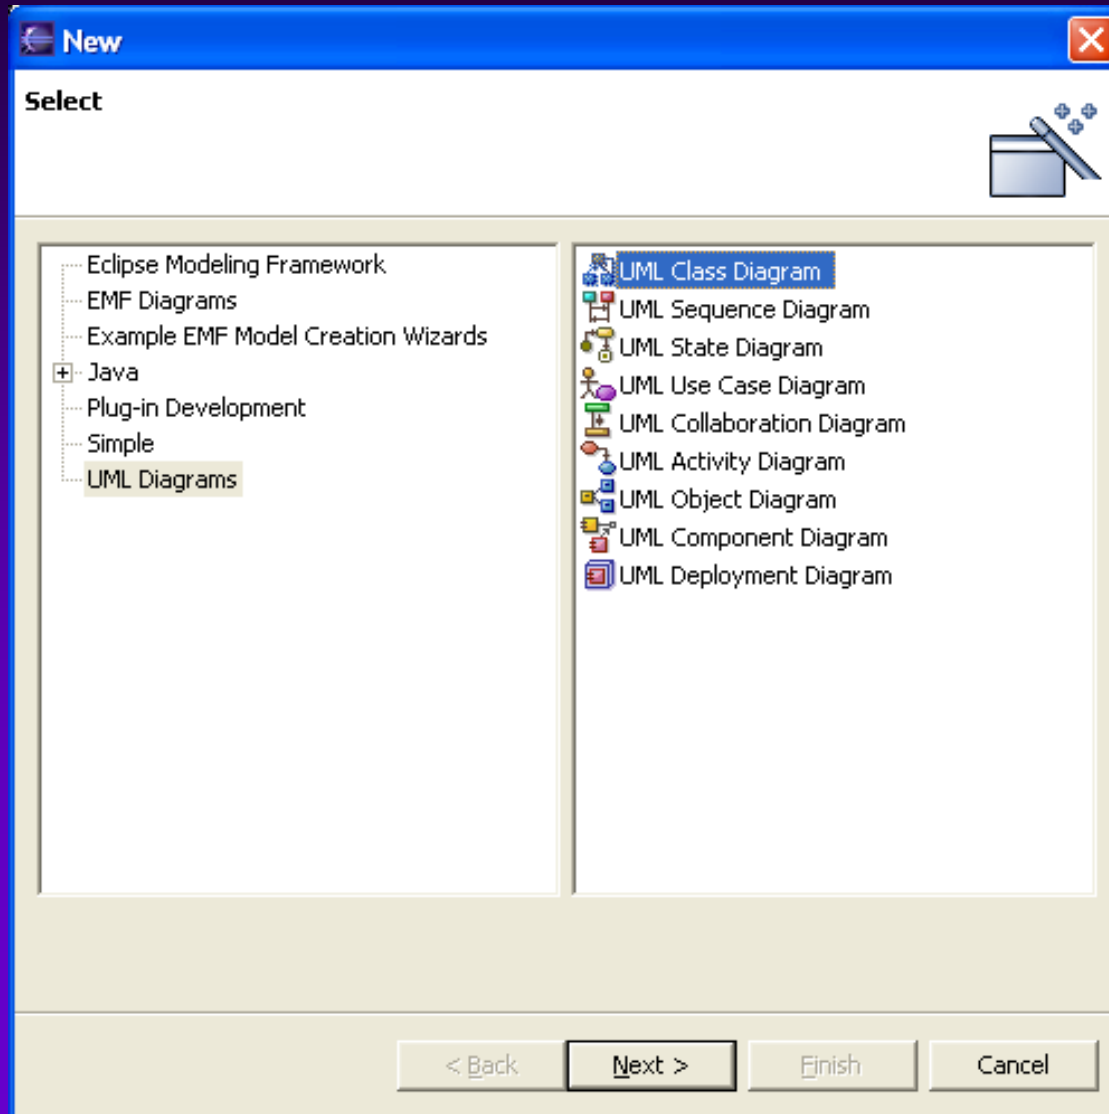 New
Select
Eclipse Modeling Framework
EMF Diagrams
Example EMF Model Creation Wizards
Java
Plug-in Development
Simple
UML Diagrams
UML Class Diagram
UML Sequence Diagram
UML State Diagram
UML Use Case Diagram
UML Collaboration Diagram
UML Activity Diagram
UML Object Diagram
UML Component Diagram
UML Deployment Diagram
< Back Next > Finish Cancel